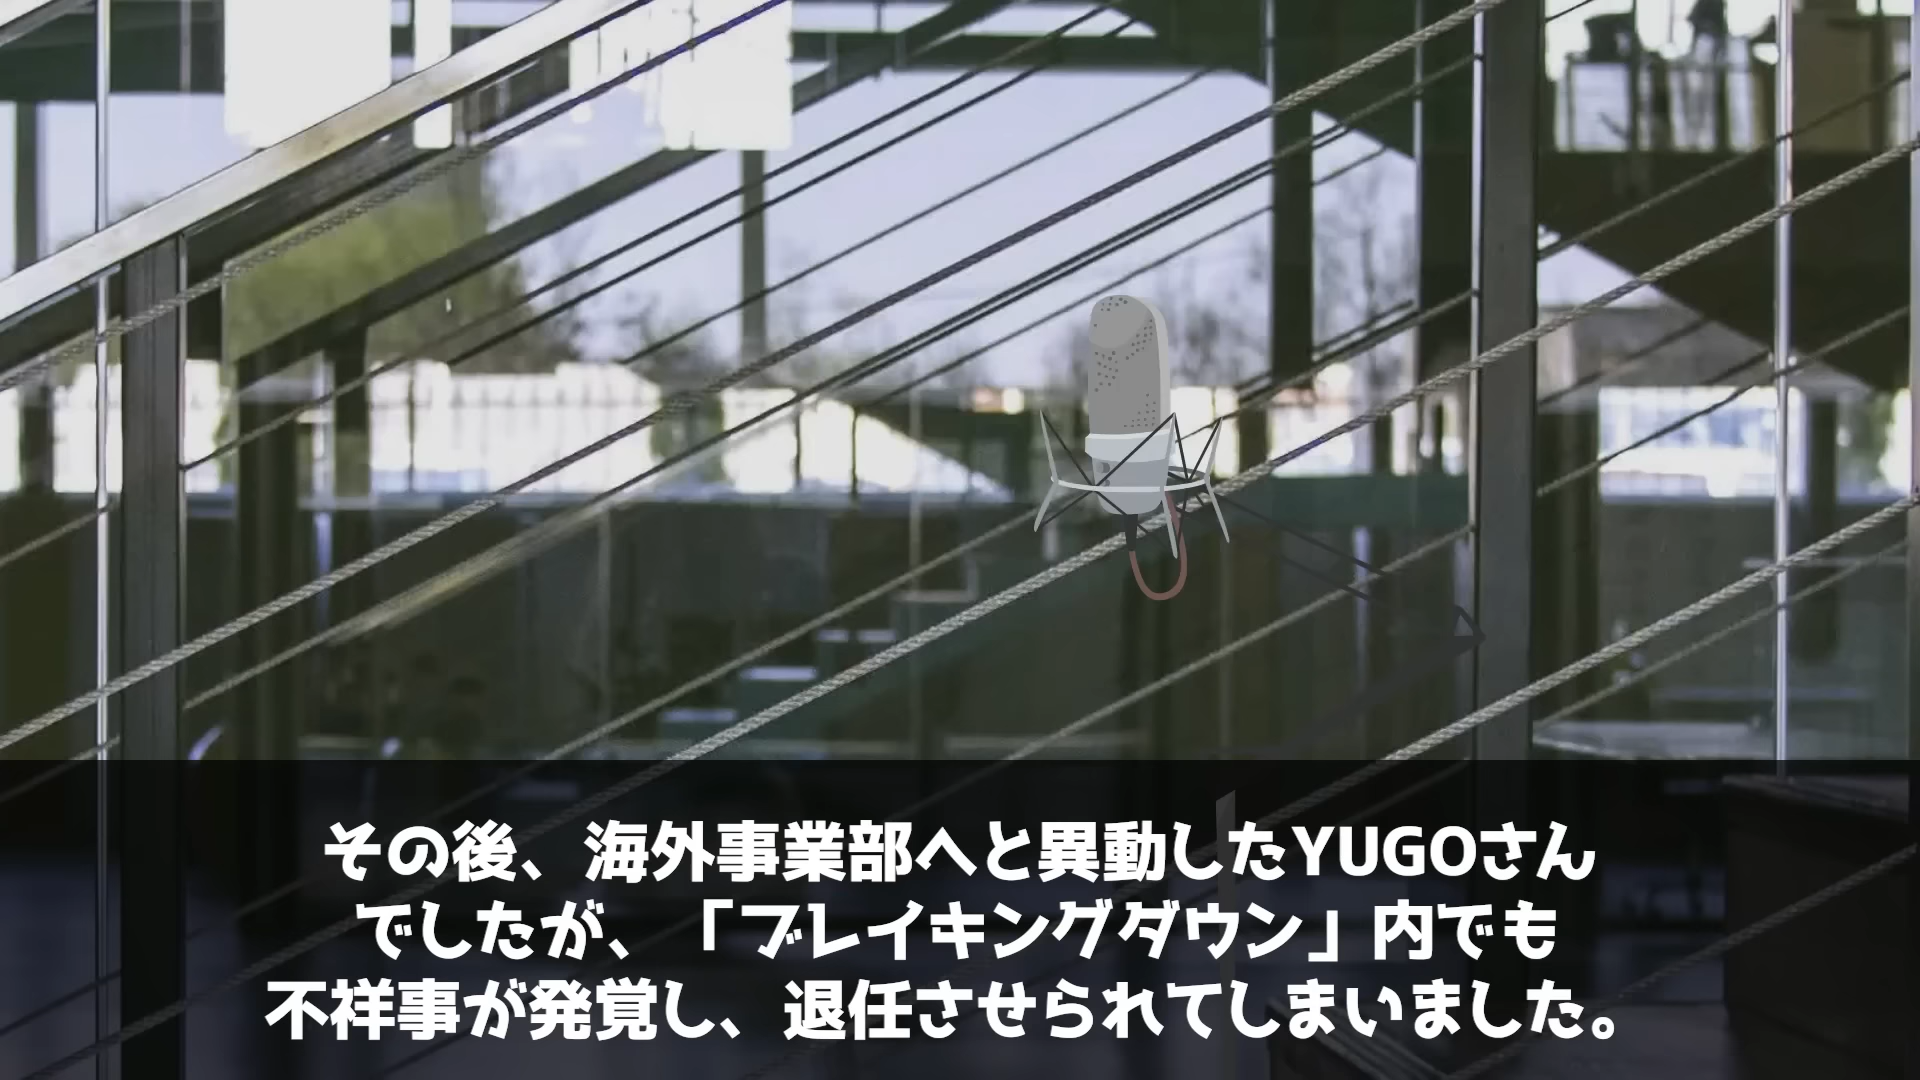 その後、海外事業部へと異動したYUGOさん
でしたが、「ブレイキングダウン」内でも
不祥事が発覚し、退任させられてしまいました。